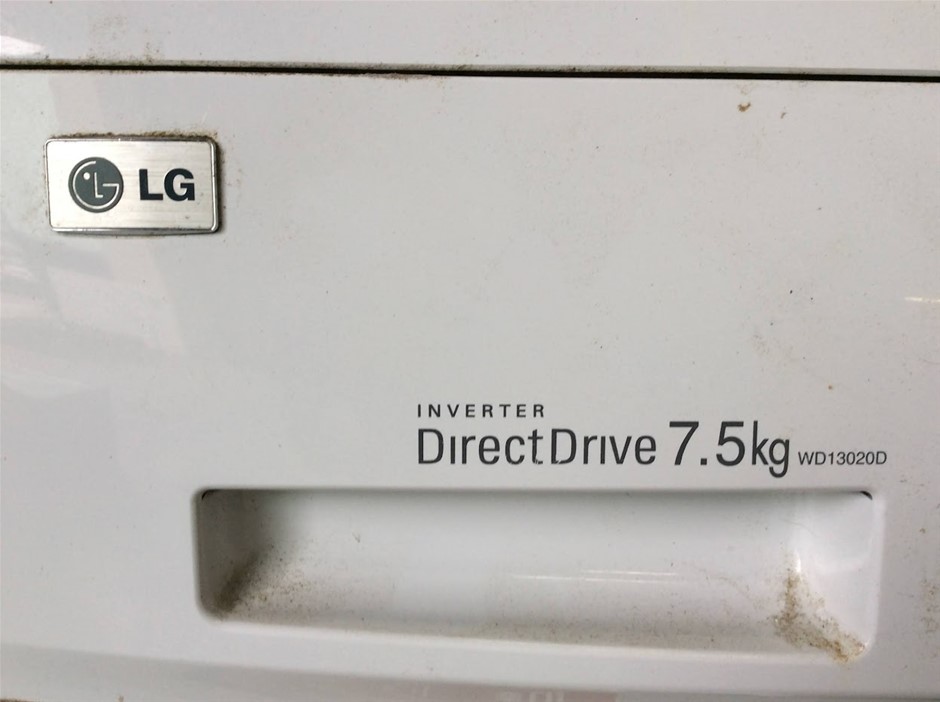 LG
INVERTER
DirectDrive 7.5kg WD13020D